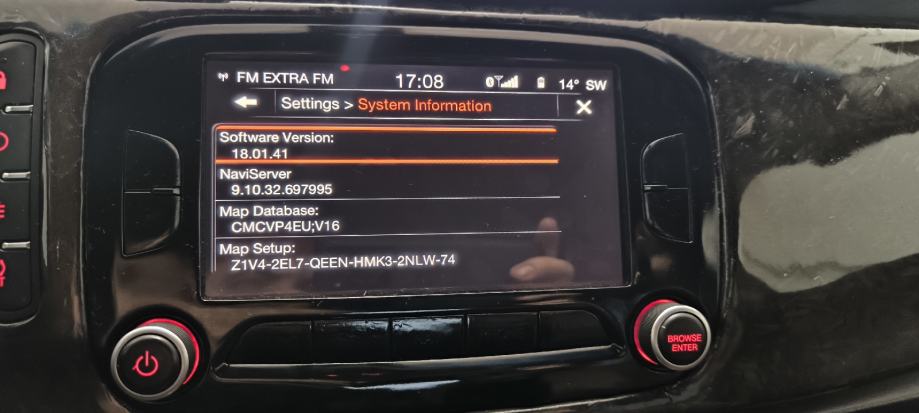 FM EXTRA FM 17:08 14° SW
Settings > System Information
Software Version:
18.01.41
NaviServer
9.10.32.697995
Map Database:
CMCVP4EU;V16
Map Setup:
Z1V4-2EL7-QEEN-HMK3-2NLW-74
BROWSE
ENTER